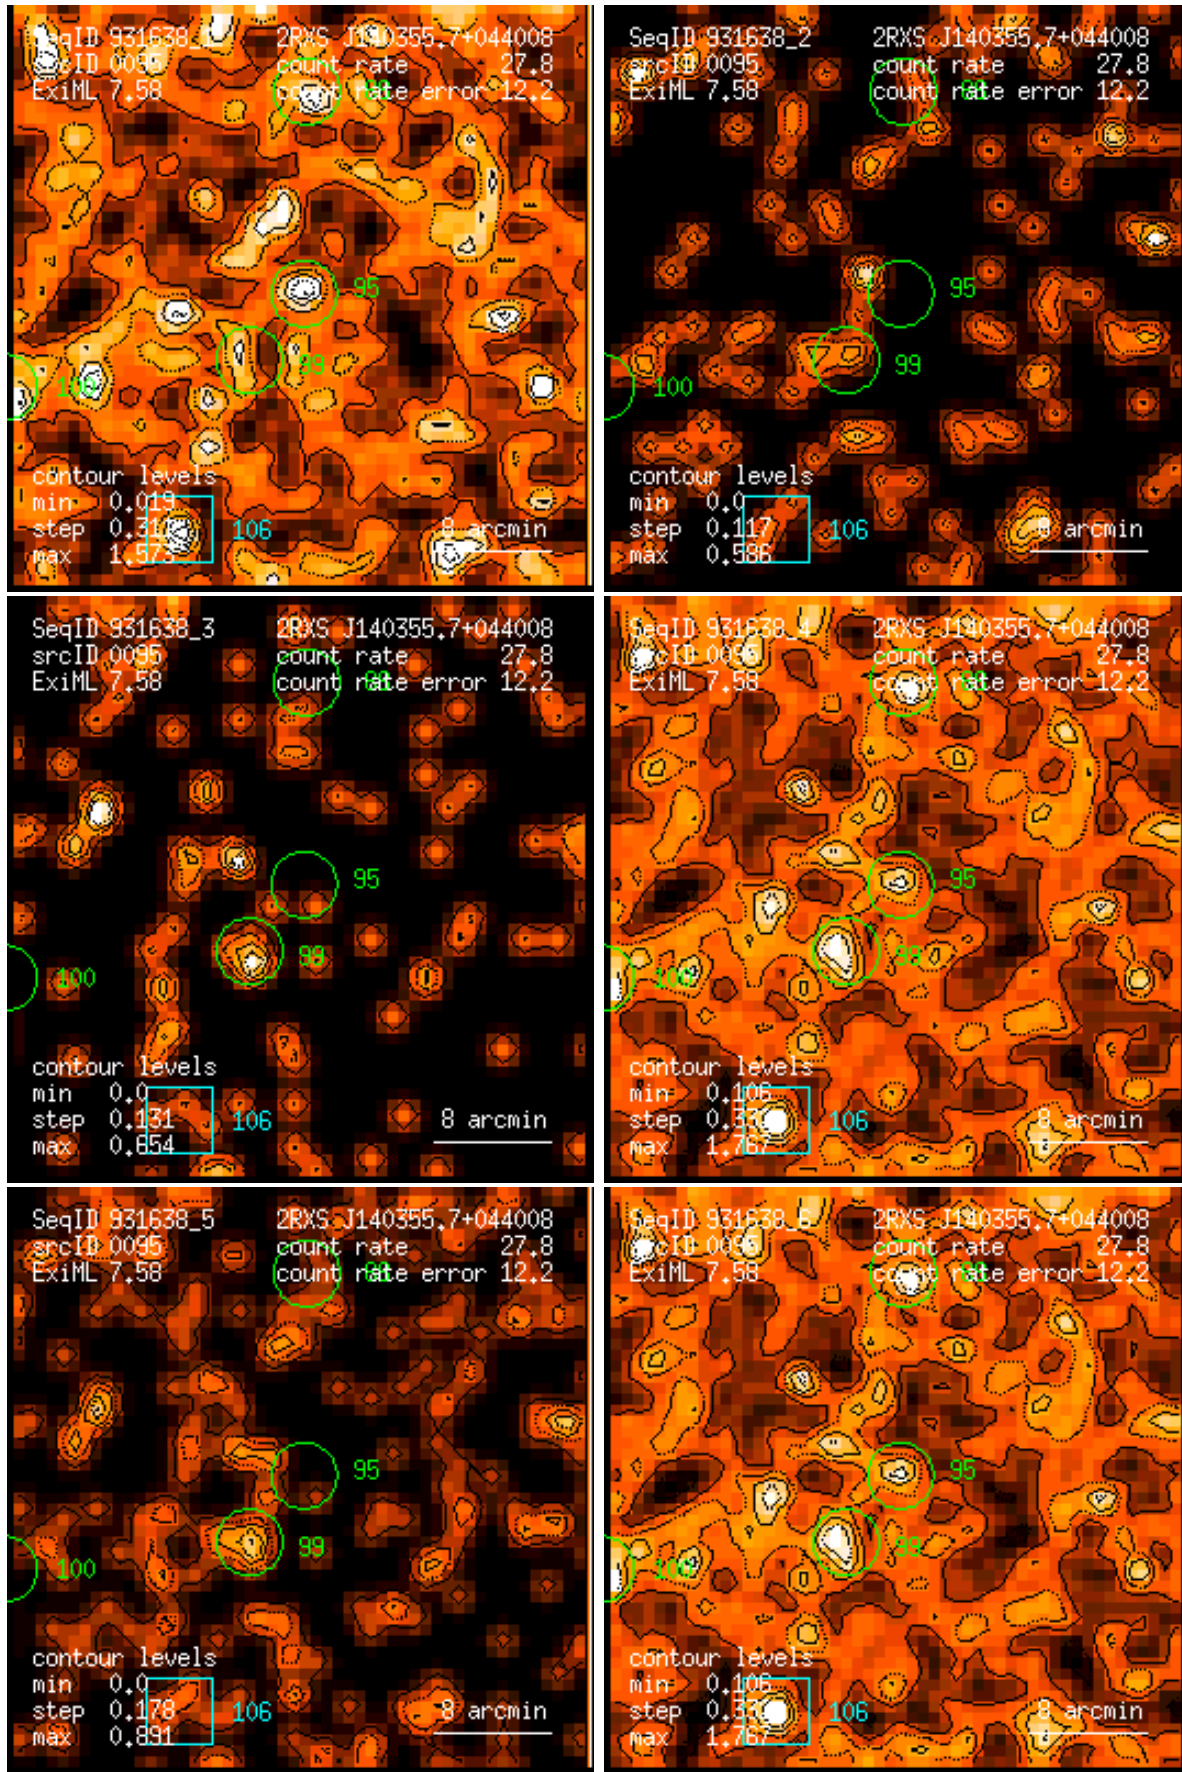 SeqID 931638_1 2RXS J140355.7+044008
srcID 0095 count rate 27.8
ExiML 7.58 count rate error 12.2
95
99
100
contour levels
min 0.019
step
max 1.573
106
8 arcmin
SeqID 931638_2 2RXS J140355.7+044008
srcID 0095 count rate 27.8
ExiML 7.58 count rate error 12.2
95
99
100
contour levels
min 0.0
step 0.117
max 0.586
106
8 arcmin
SeqID 931638_3 2RXS J140355.7+044008
srcID 0095 count rate 27.8
ExiML 7.58 count rate error 12.2
95
99
100
contour levels
min 0.0
step 0.131
max 0.654
106
8 arcmin
SeqID 931638_4 2RXS J140355.7+044008
srcID 0095 count rate 27.8
ExiML 7.58 count rate error 12.2
95
99
100
contour levels
min 0.106
step
max 1.767
106
8 arcmin
SeqID 931638_5 2RXS J140355.7+044008
srcID 0095 count rate 27.8
ExiML 7.58 count rate error 12.2
95
99
100
contour levels
min 0.0
step 0.178
max 0.891
106
8 arcmin
SeqID 931638_6 2RXS J140355.7+044008
srcID 0095 count rate 27.8
ExiML 7.58 count rate error 12.2
95
99
100
contour levels
min 0.106
step
max 1.767
106
8 arcmin